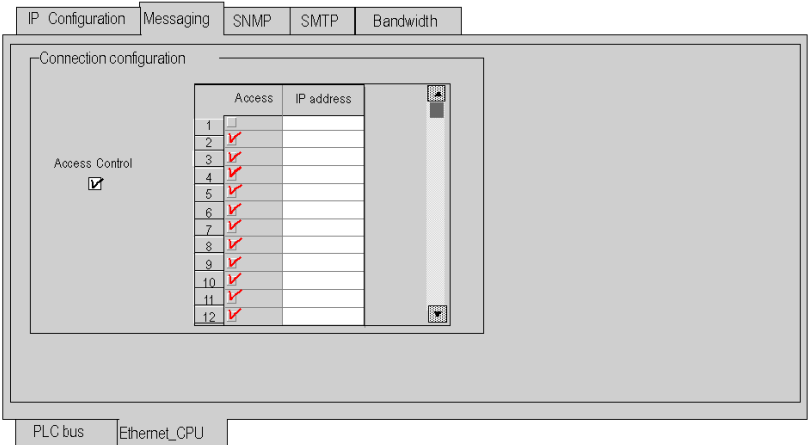 IP Configuration Messaging SNMP SMTP Bandwidth
Connection configuration
Access IP address
1
2
3
Access Control
4
5
6
7
8
9
10
11
12
PLC bus Ethernet_CPU